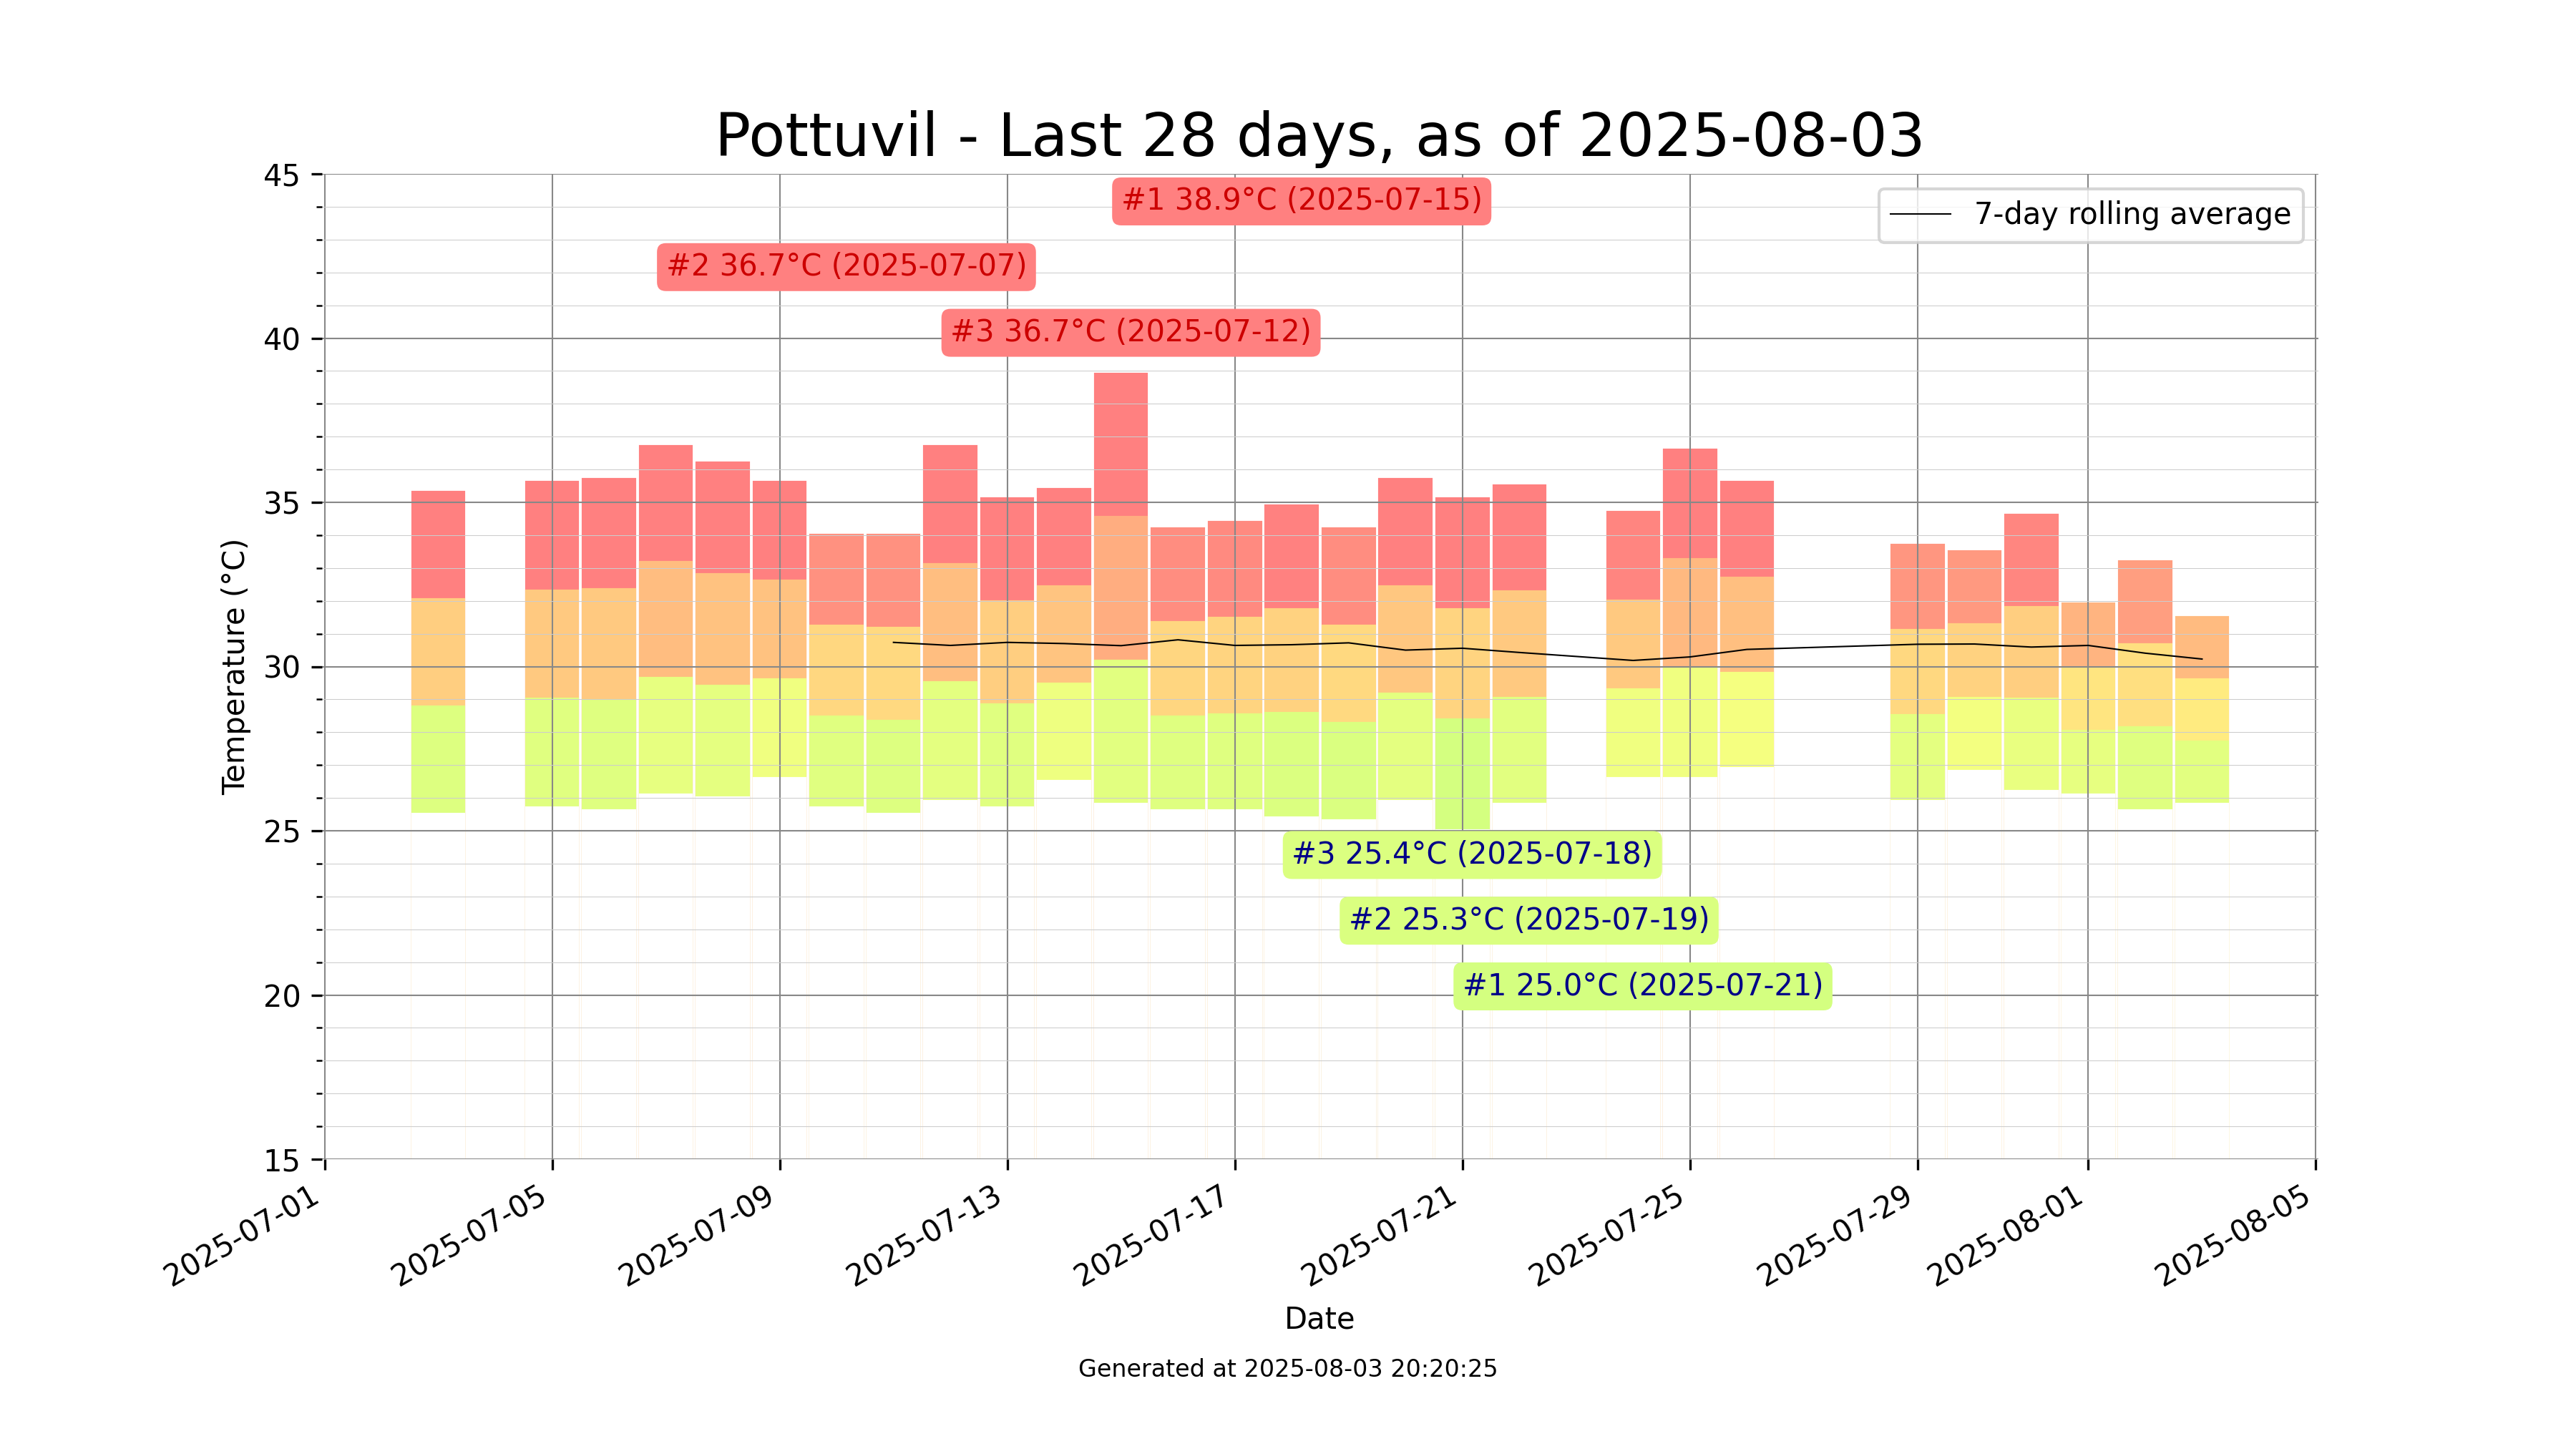 Pottuvil - Last 28 days, as of 2025-08-03
45
40
35
30
25
20
15
Temperature (°C)
7-day rolling average
#1 38.9°C (2025-07-15)
#2 36.7°C (2025-07-07)
#3 36.7°C (2025-07-12)
#3 25.4°C (2025-07-18)
#2 25.3°C (2025-07-19)
#1 25.0°C (2025-07-21)
2025-07-01
2025-07-05
2025-07-09
2025-07-13
2025-07-17
2025-07-21
2025-07-25
2025-07-29
2025-08-01
2025-08-05
Date
Generated at 2025-08-03 20:20:25